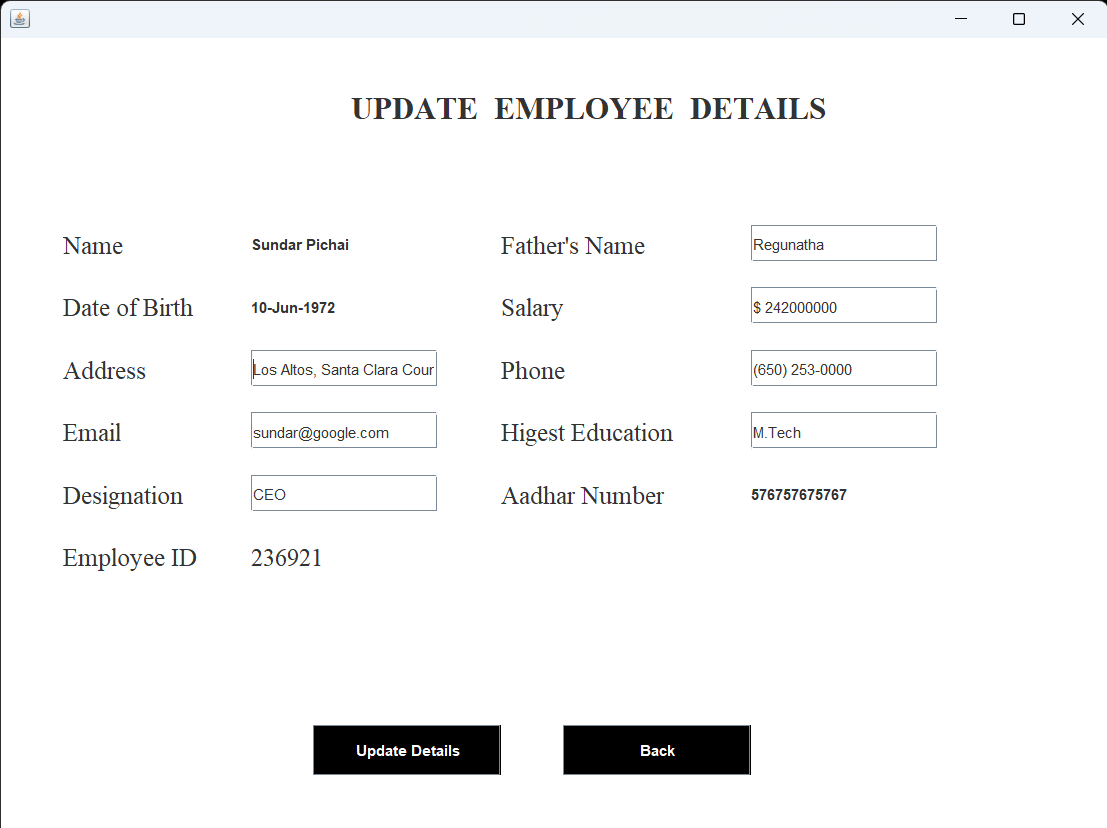 UPDATE EMPLOYEE DETAILS
Name Sundar Pichai Father's Name Regunatha
Date of Birth 10-Jun-1972 Salary $ 242000000
Address Los Altos, Santa Clara Cour Phone (650) 253-0000
Email sundar@google.com Higest Education M.Tech
Designation CEO Aadhar Number 576757675767
Employee ID 236921
Update Details Back